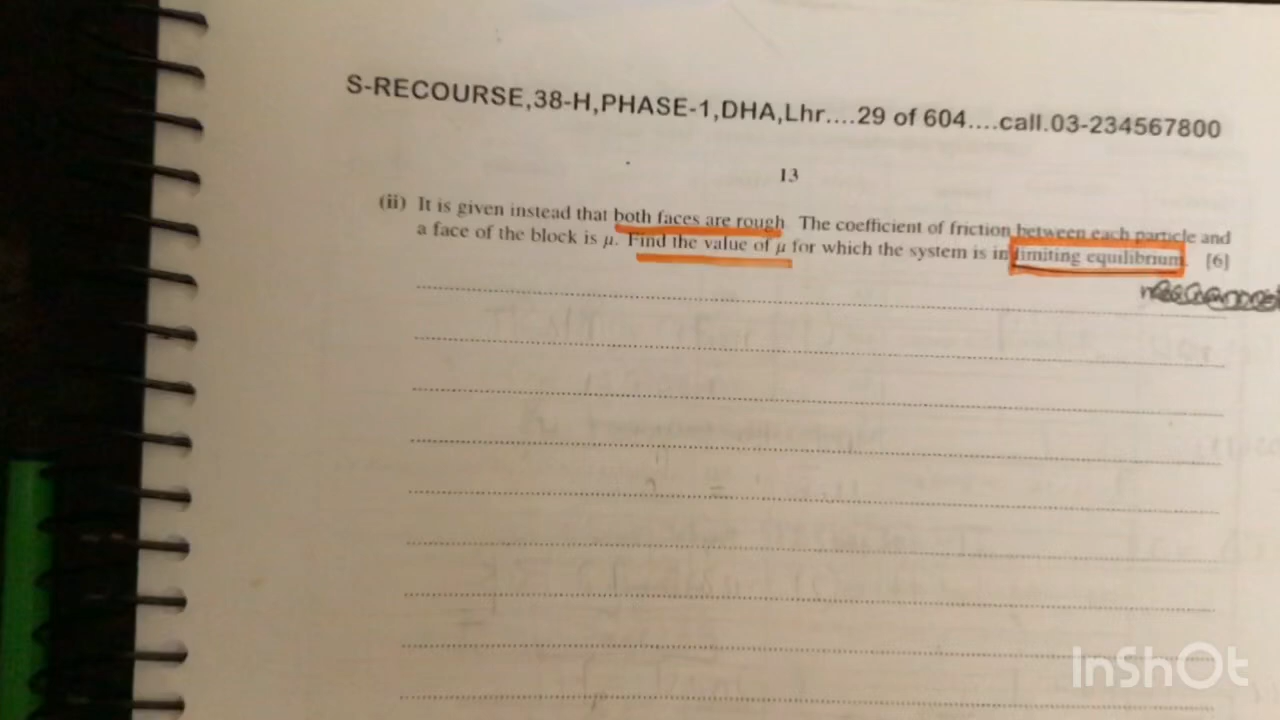 S-RECOURSE,38-H,PHASE-1,DHA,Lhr....29 of 604....call.03-234567800
13
(ii) It is given instead that both faces are rough. The coefficient of friction between each particle and
a face of the block is μ. Find the value of μ for which the system is in limiting equilibrium. [6]
InShOt